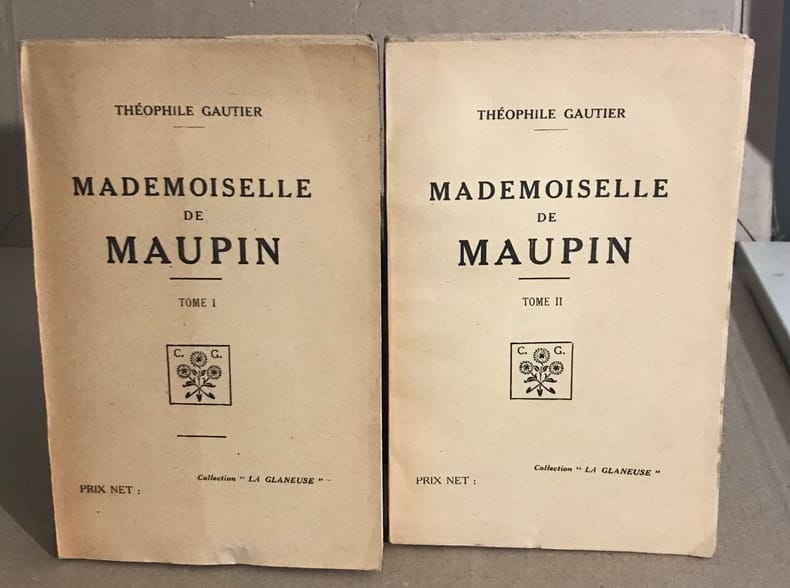 THÉOPHILE GAUTIER
MADEMOISELLE
DE
MAUPIN
TOME I
C. G.
Collection " LA GLANEUSE "
PRIX NET :
THÉOPHILE GAUTIER
MADEMOISELLE
DE
MAUPIN
TOME II
C. G.
Collection " LA GLANEUSE "
PRIX NET :